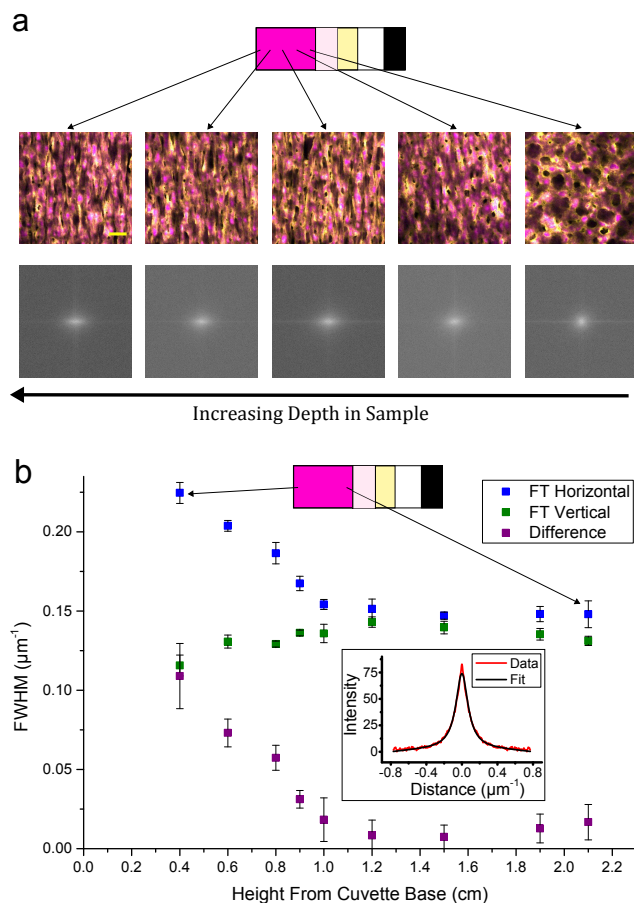 a
Increasing Depth in Sample
b
FT Horizontal
FT Vertical
Difference
FWHM (µm⁻¹)
0.20
0.15
0.10
0.05
0.00
Data
Fit
Intensity
75
50
25
0
-0.8 -0.4 0.0 0.4 0.8
Distance (µm⁻¹)
0.0 0.2 0.4 0.6 0.8 1.0 1.2 1.4 1.6 1.8 2.0 2.2
Height From Cuvette Base (cm)